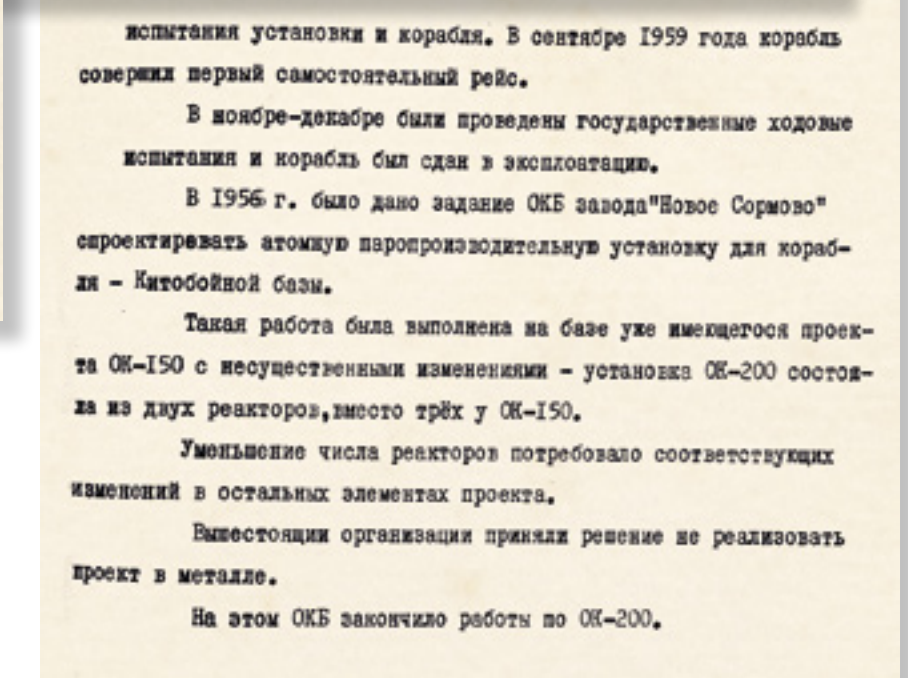 испытания установки и корабля. В сентябре I959 года корабль
совершил первый самостоятельный рейс.
В ноябре-декабре были проведены государственные ходовые
испытания и корабль был сдан в эксплоатацию.
В I956 г. было дано задание ОКБ завода"Новое Сормово"
спроектировать атомную паропроизводительную установку для кораб-
ля - Китобойной базы.
Такая работа была выполнена на базе уже имеющегося проек-
та ОК-I50 с несущественными изменениями - установка ОК-200 состоя-
ла из двух реакторов,вместо трёх у ОК-I50.
Уменьшение числа реакторов потребовало соответствующих
изменений в остальных элементах проекта.
Вышестоящии организации приняли решение не реализовать
проект в металле.
На этом ОКБ закончило работы по ОК-200.